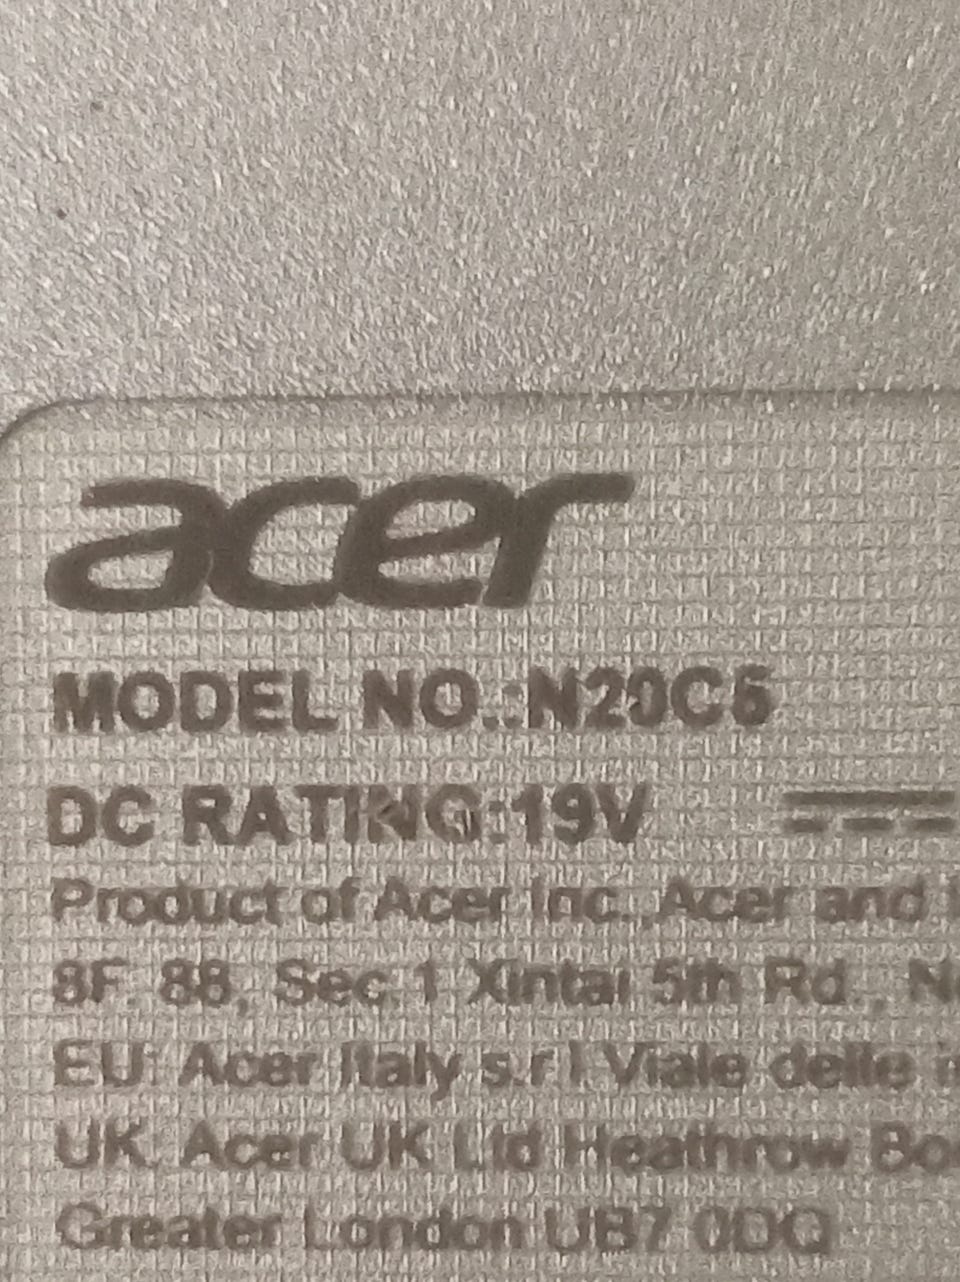 acer
MODEL NO.:N20C5
DC RATING:19V
Product of Acer Inc. ,Acer and
8F. 88, Sec.1 Xintai 5th Rd.,
EU: Acer Italy s.r.l Viale delle
UK: Acer UK Ltd Heathrow
Greater London UB7 0DQ